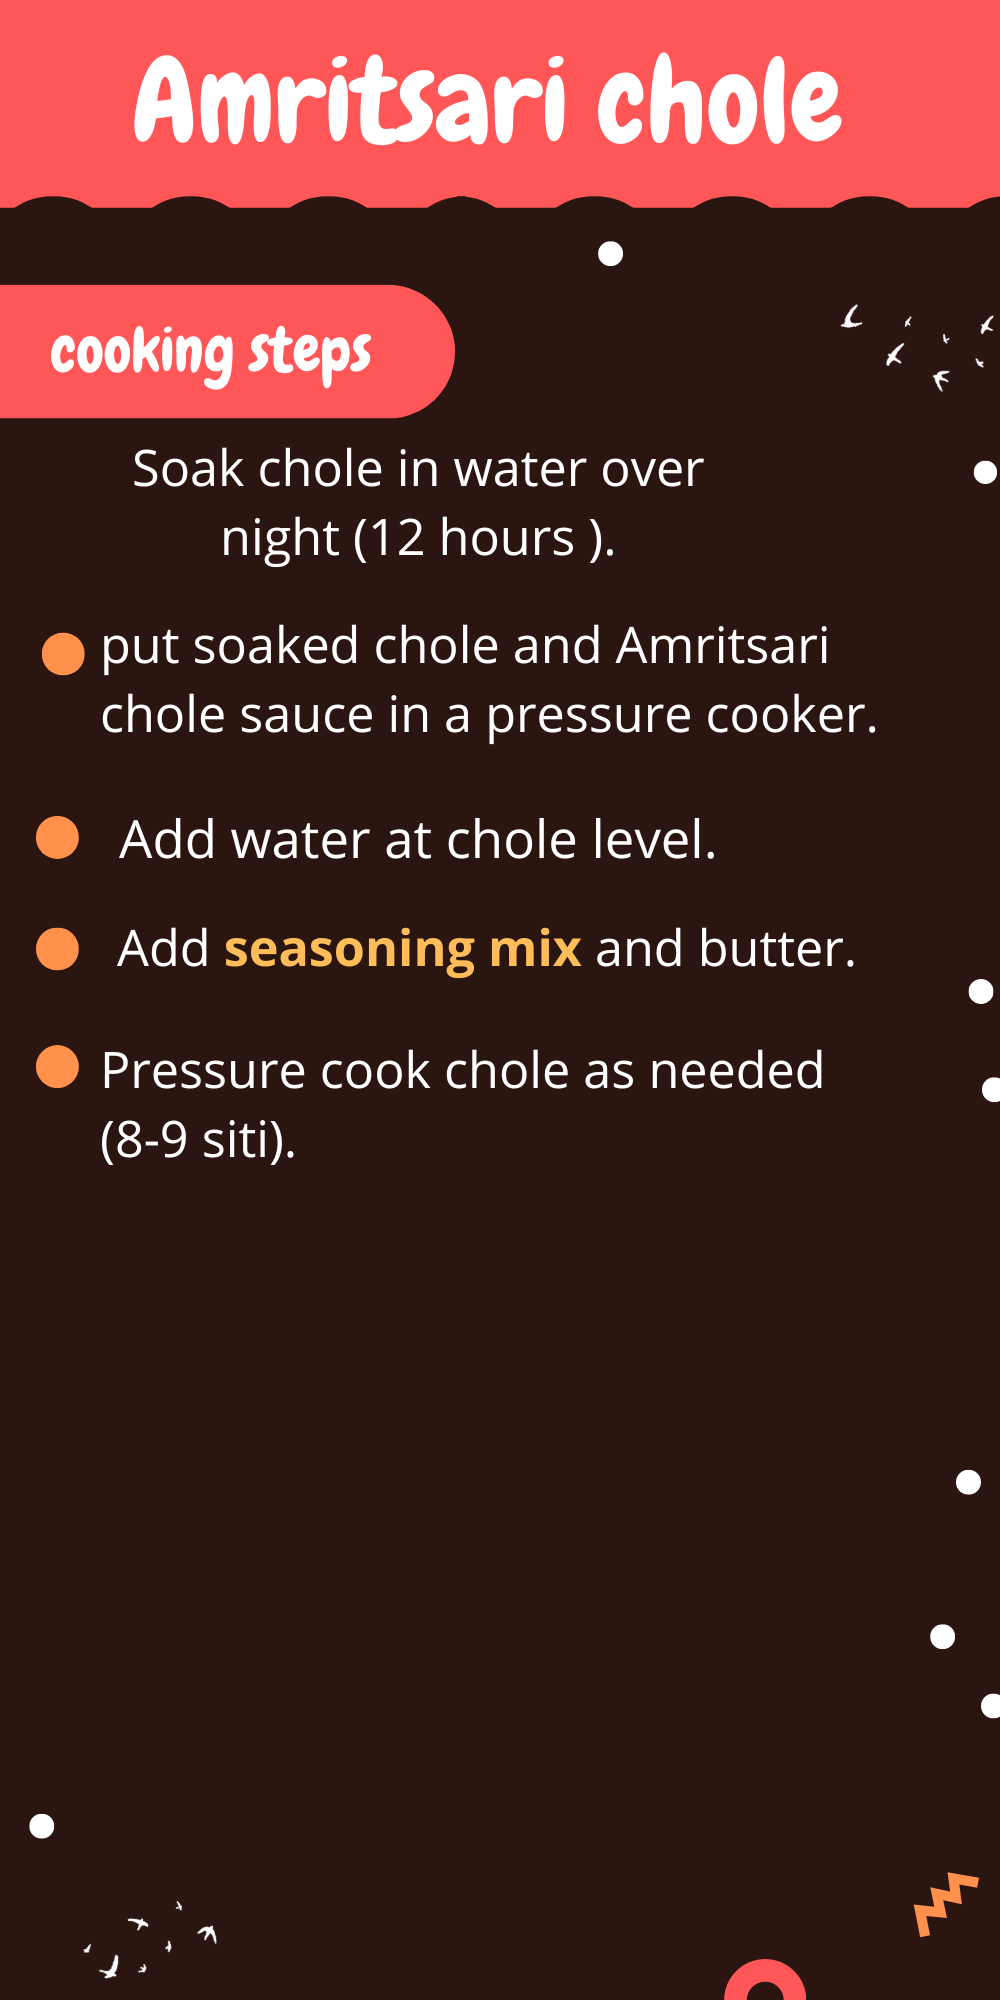 Amritsari chole
cooking steps
Soak chole in water over
night (12 hours ).
put soaked chole and Amritsari
chole sauce in a pressure cooker.
Add water at chole level.
Add seasoning mix and butter.
Pressure cook chole as needed
(8-9 siti).